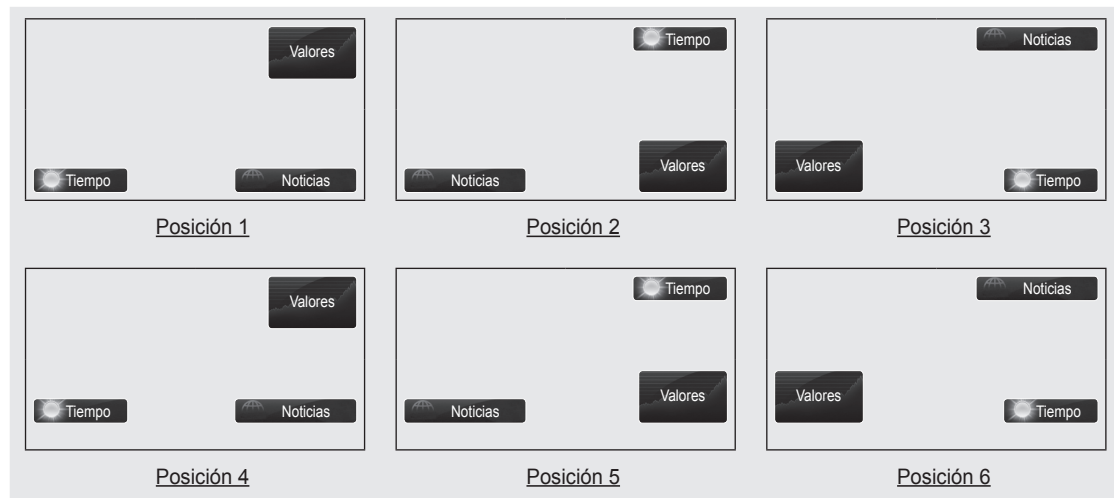 Valores
Tiempo
Noticias
Posición 1
Tiempo
Valores
Noticias
Posición 2
Noticias
Valores
Tiempo
Posición 3
Valores
Tiempo
Noticias
Posición 4
Tiempo
Valores
Noticias
Posición 5
Noticias
Valores
Tiempo
Posición 6